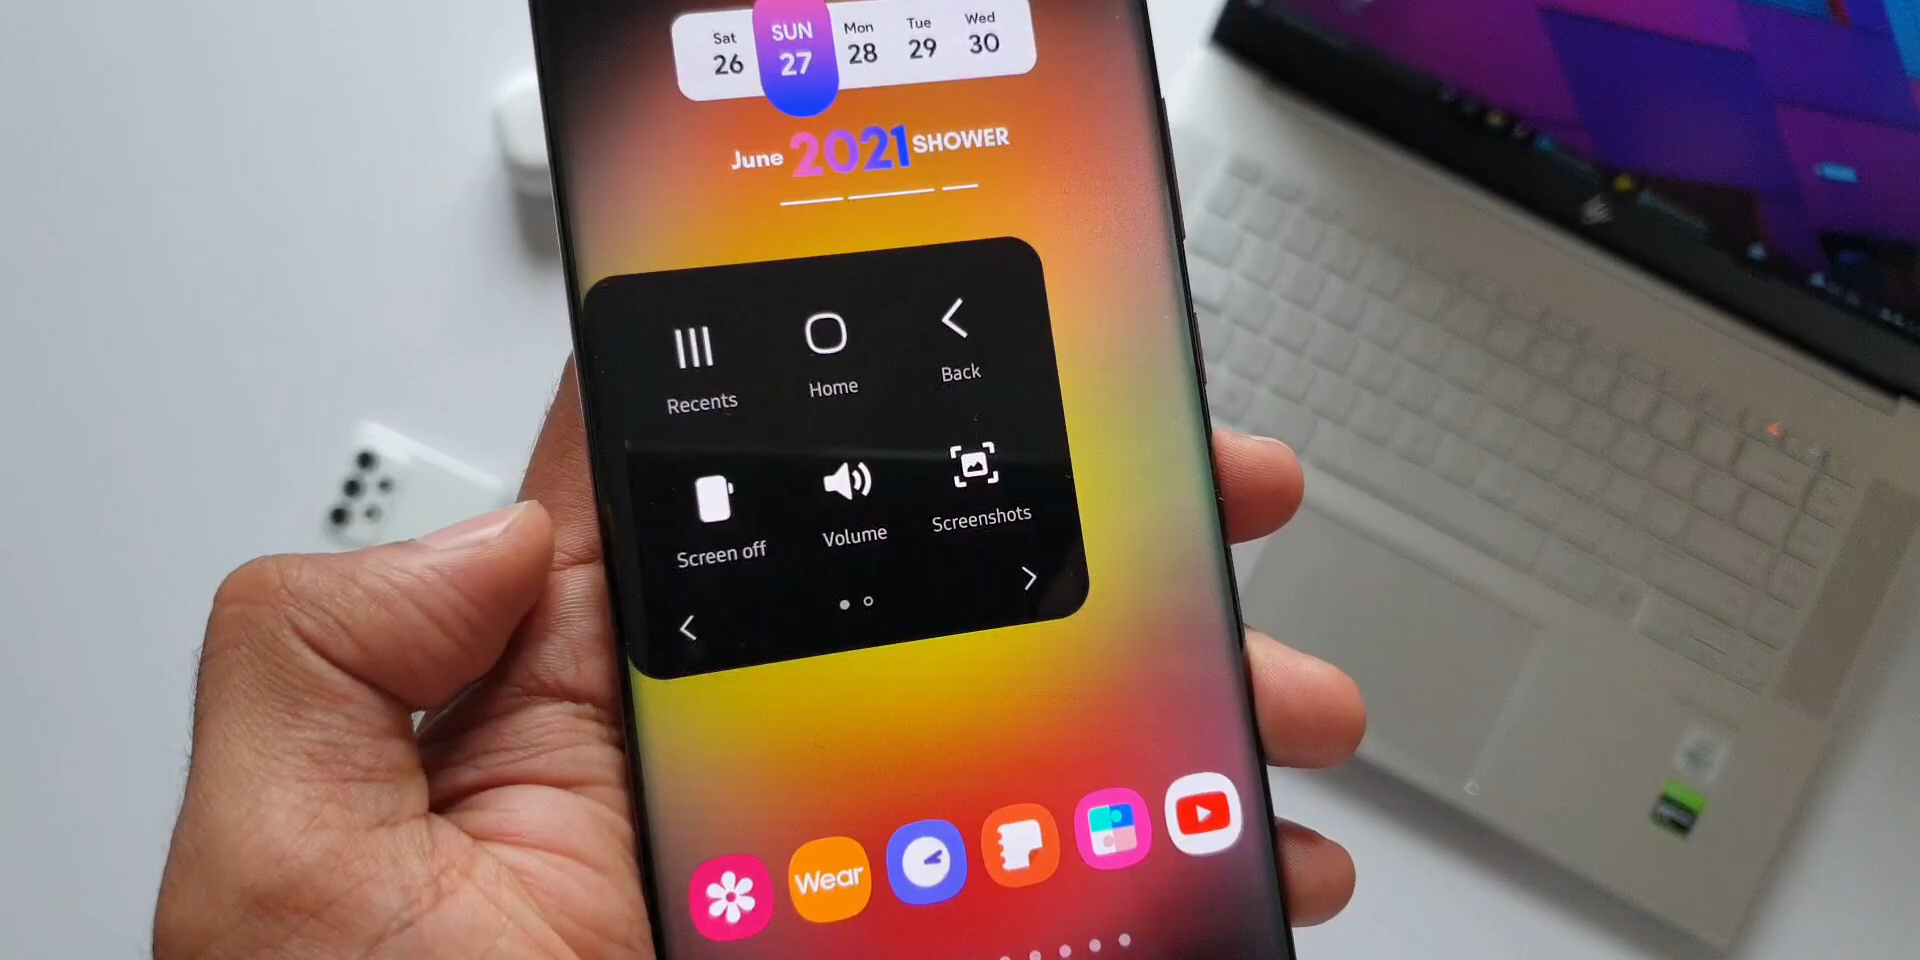 Sat SUN Mon Tue Wed
26 27 28 29 30
June 2021 SHOWER
Recents Home Back
Screen off Volume Screenshots
Wear